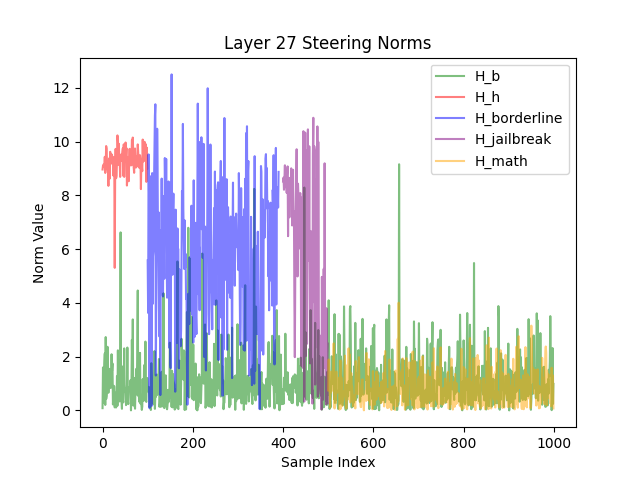 Layer 27 Steering Norms
H_b
H_h
H_borderline
H_jailbreak
H_math
12
10
8
6
4
2
0
Norm Value
0
200
400
600
800
1000
Sample Index